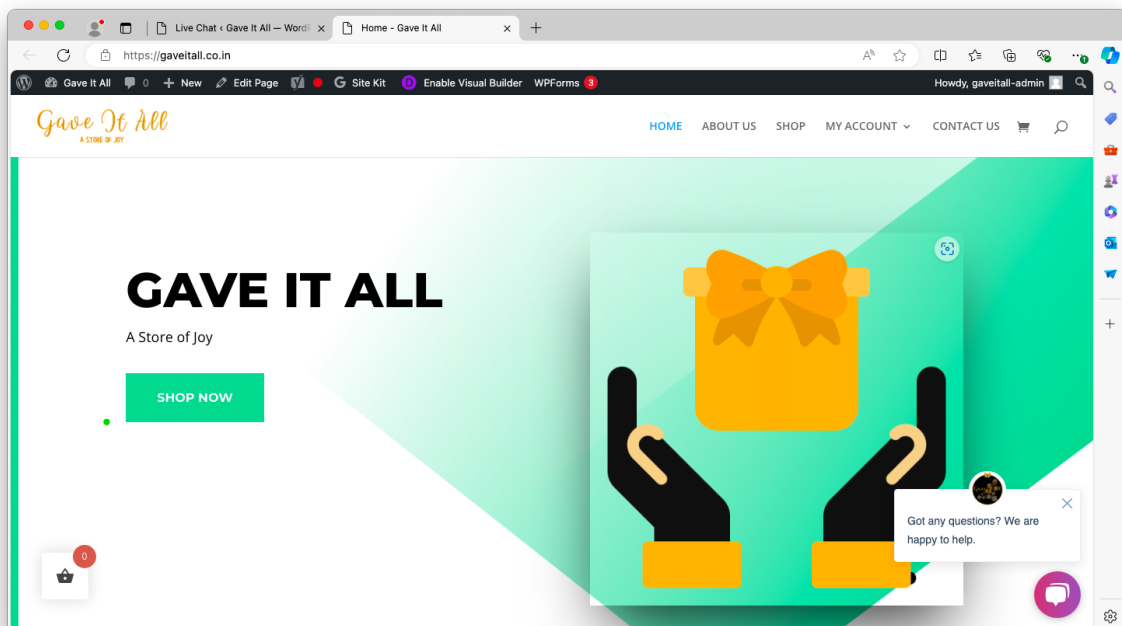 Live Chat ‹ Gave It All — WordP
Home - Gave It All
https://gaveitall.co.in
Gave It All 0 New Edit Page Site Kit Enable Visual Builder WPForms 3 Howdy, gaveitall-admin
Gave It All
A STORE OF JOY
HOME ABOUT US SHOP MY ACCOUNT CONTACT US
GAVE IT ALL
A Store of Joy
SHOP NOW
Got any questions? We are
happy to help.
0